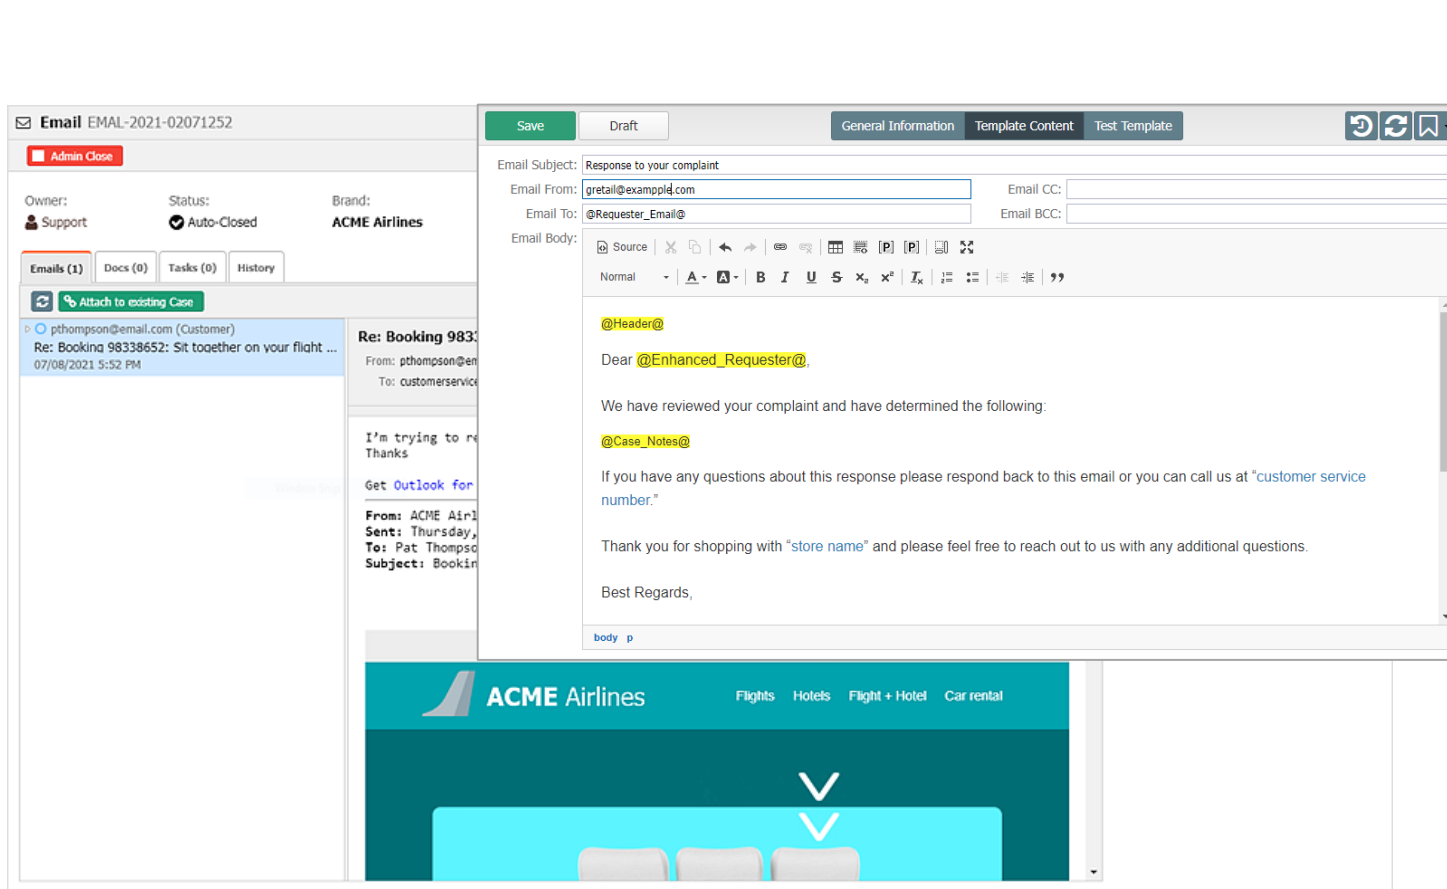 Email EMAL-2021-02071252
Admin Close
Owner: Status: Brand:
Support Auto-Closed ACME Airlines
Emails (1) Docs (0) Tasks (0) History
Attach to existing Case
pthompson@email.com (Customer)
Re: Booking 98338652: Sit together on your flight ...
07/08/2021 5:52 PM
Re: Booking 983
From: pthompson@em
To: customerservice
I'm trying to re
Thanks
Get Outlook for
From: ACME Airl
Sent: Thursday,
To: Pat Thompso
Subject: Bookin
Save Draft General Information Template Content Test Template
Email Subject: Response to your complaint
Email From: gretail@exampple.com Email CC:
Email To: @Requester_Email@ Email BCC:
Email Body:
Source [P] [P]
Normal A A B I U S x₂ x² Tx
@Header@
Dear @Enhanced_Requester@,
We have reviewed your complaint and have determined the following:
@Case_Notes@
If you have any questions about this response please respond back to this email or you can call us at “customer service
number.”
Thank you for shopping with “store name” and please feel free to reach out to us with any additional questions.
Best Regards,
body p
ACME Airlines Flights Hotels Flight + Hotel Car rental